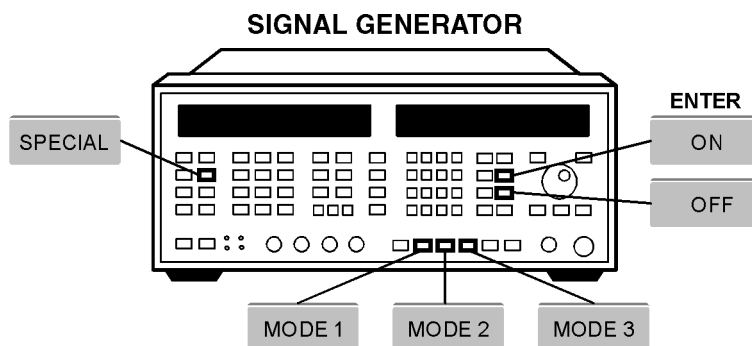 SIGNAL GENERATOR
ENTER
SPECIAL
ON
OFF
MODE 1
MODE 2
MODE 3